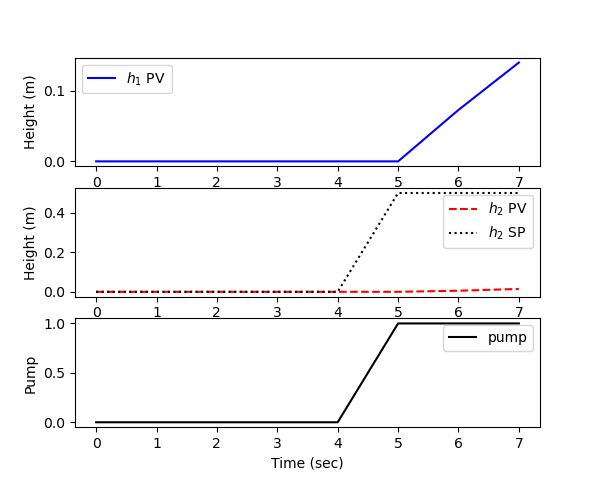 Height (m)
0.1
0.0
h₁ PV
0 1 2 3 4 5 6 7
Height (m)
0.4
0.2
0.0
h₂ PV
h₂ SP
0 1 2 3 4 5 6 7
Pump
1.0
0.5
0.0
pump
0 1 2 3 4 5 6 7
Time (sec)